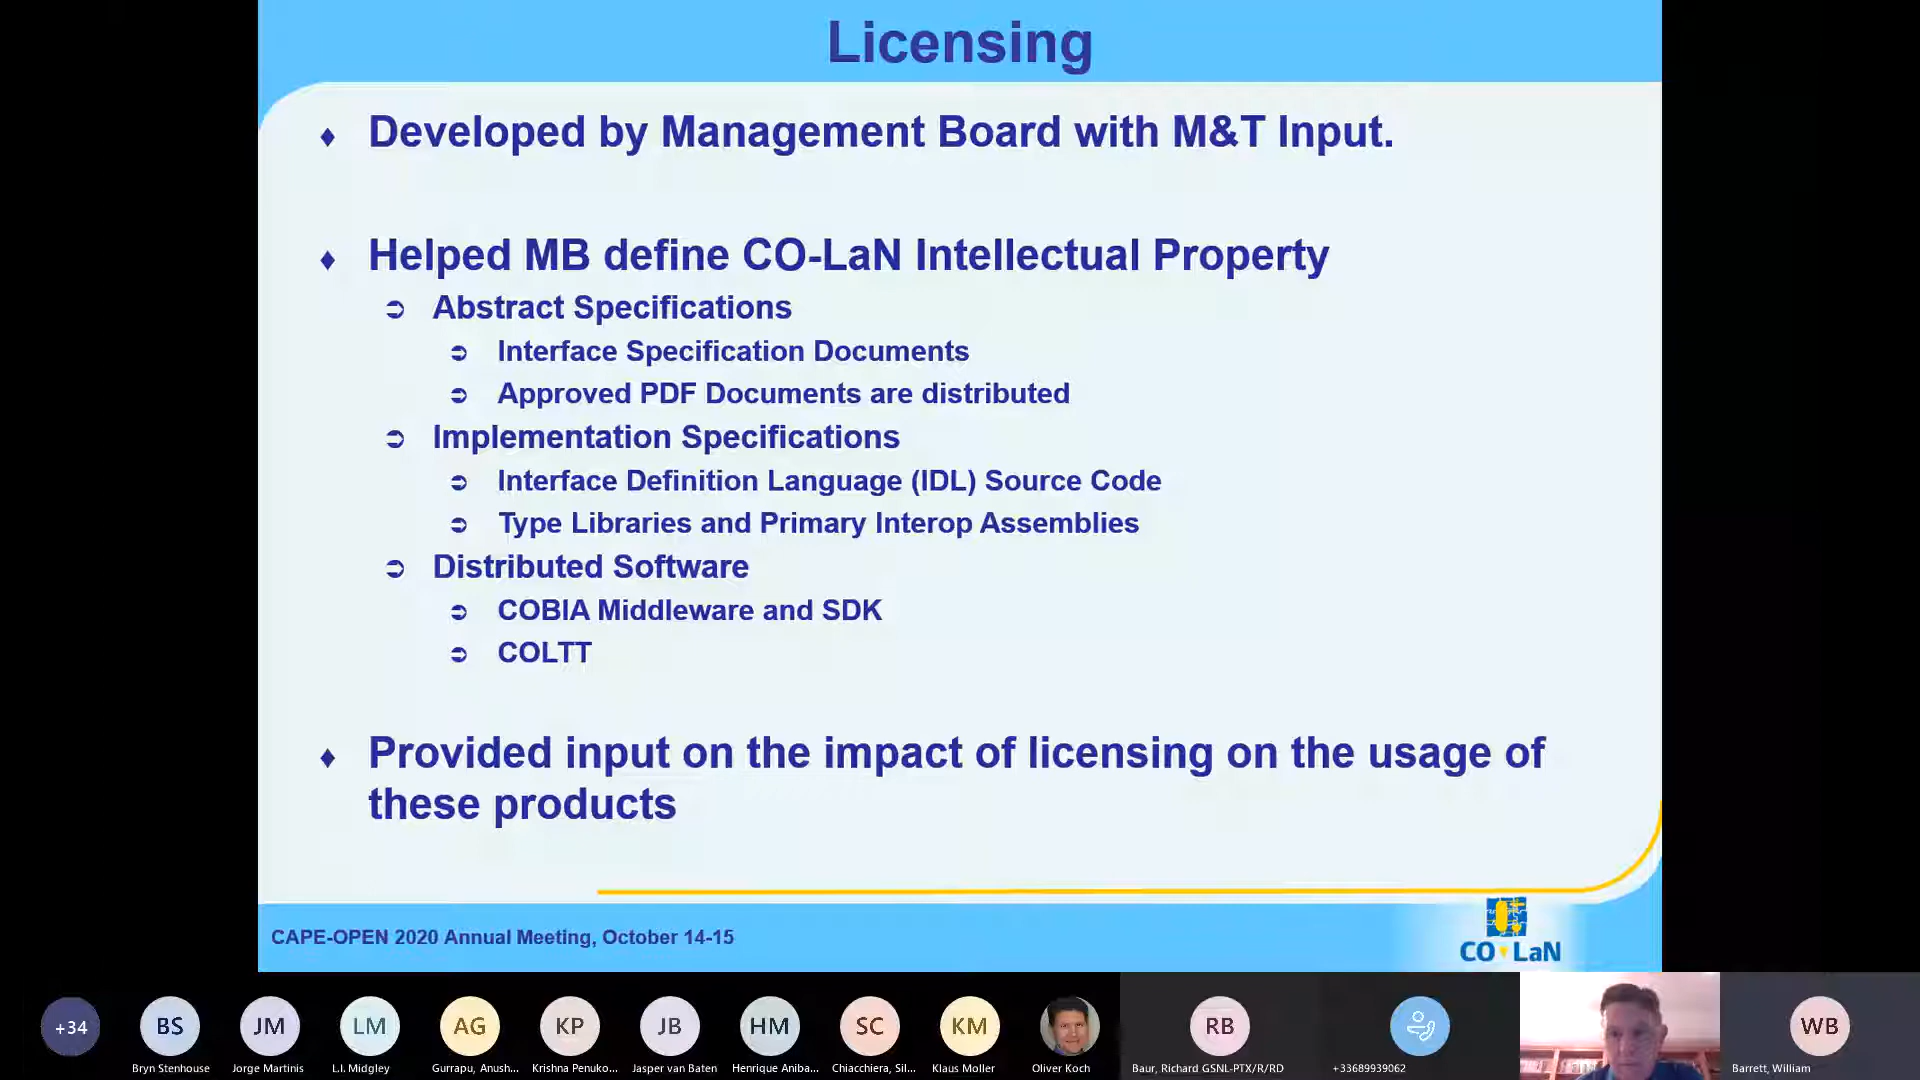 Licensing
Developed by Management Board with M&T Input.
Helped MB define CO-LaN Intellectual Property
Abstract Specifications
Interface Specification Documents
Approved PDF Documents are distributed
Implementation Specifications
Interface Definition Language (IDL) Source Code
Type Libraries and Primary Interop Assemblies
Distributed Software
COBIA Middleware and SDK
COLTT
Provided input on the impact of licensing on the usage of
these products
CAPE-OPEN 2020 Annual Meeting, October 14-15
CO LaN
+34 BS JM LM AG KP JB HM SC KM RB WB
Bryn Stenhouse Jorge Martinis L.I. Midgley Gurrapu, Anush... Krishna Penuko... Jasper van Baten Henrique Aniba... Chiacchiera, Sil... Klaus Moller Oliver Koch Baur, Richard GSNL-PTX/R/RD +33689939062 Barrett, William